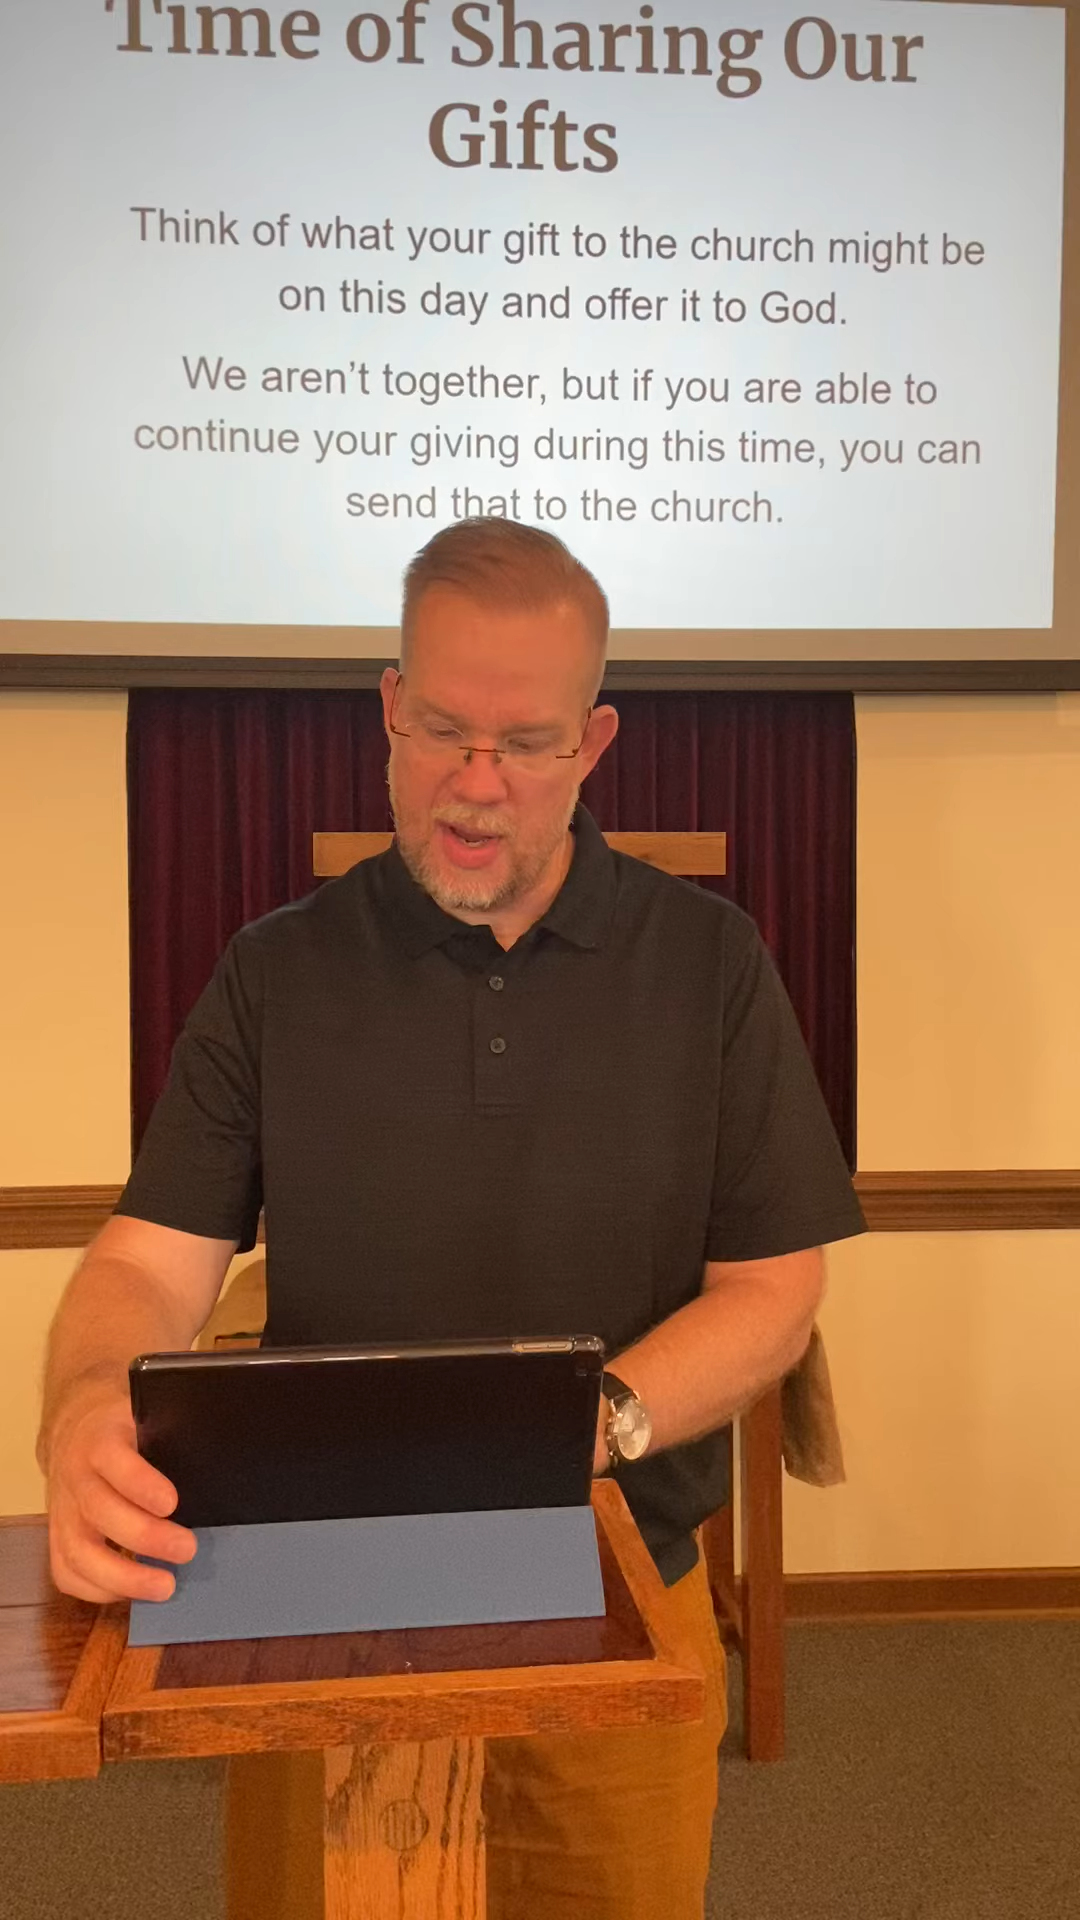 Time of Sharing Our
Gifts
Think of what your gift to the church might be
on this day and offer it to God.
We aren’t together, but if you are able to
continue your giving during this time, you can
send that to the church.